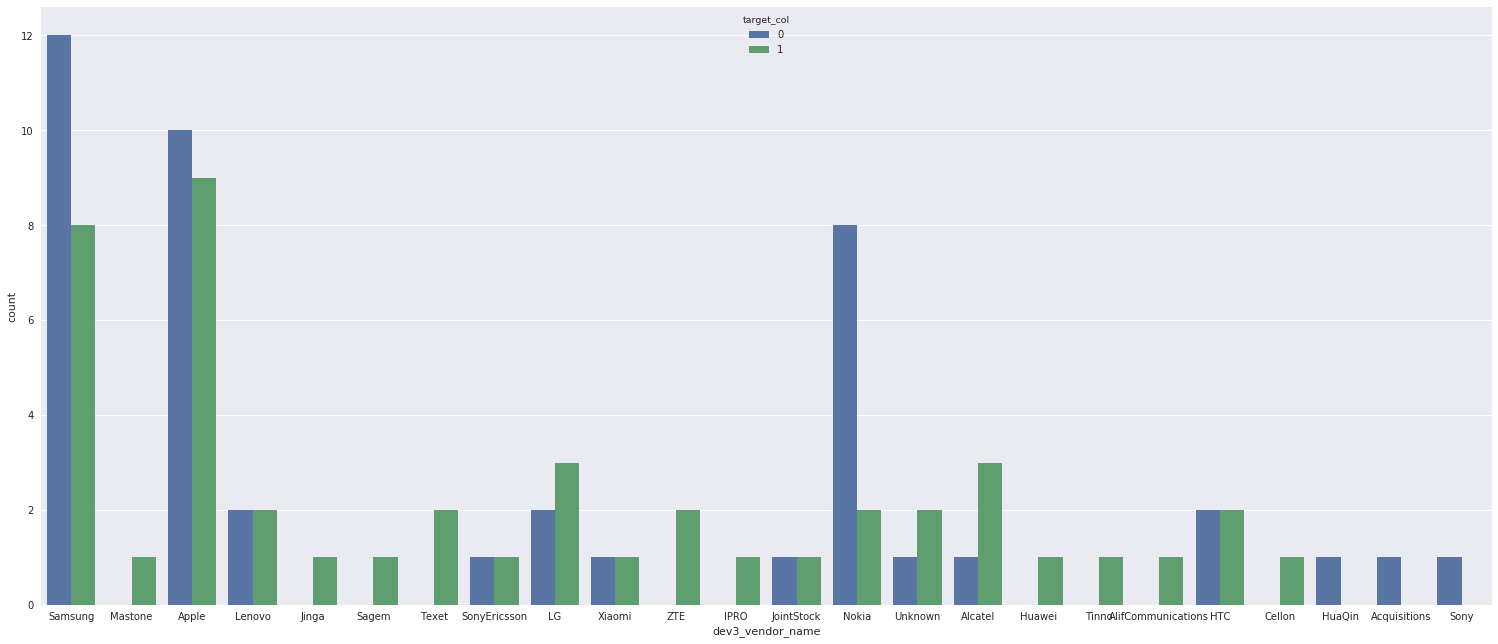 target_col
0
1
12
10
8
6
4
2
0
count
Samsung Mastone Apple Lenovo Jinga Sagem Texet SonyEricsson LG Xiaomi ZTE IPRO JointStock Nokia Unknown Alcatel Huawei Tinno AlifCommunications HTC Cellon HuaQin Acquisitions Sony
dev3_vendor_name